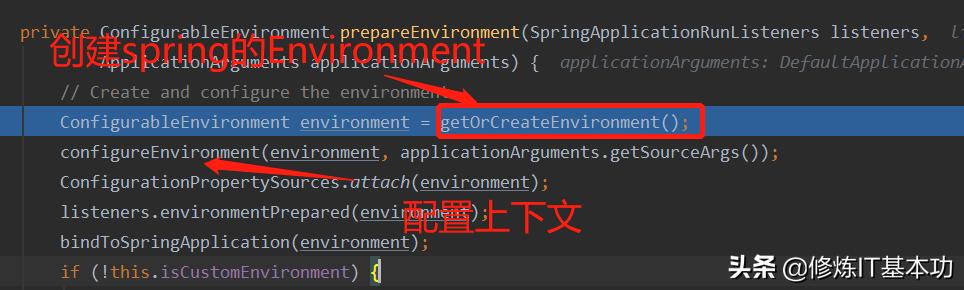 private ConfigurableEnvironment prepareEnvironment(SpringApplicationRunListeners listeners, li
创建spring的Environment
ApplicationArguments applicationArguments) { applicationArguments: DefaultApplicationA
// Create and configure the environment
ConfigurableEnvironment environment = getOrCreateEnvironment();
configureEnvironment(environment, applicationArguments.getSourceArgs());
ConfigurationPropertySources.attach(environment);
listeners.environmentPrepared(environment);
配置上下文
bindToSpringApplication(environment);
if (!this.isCustomEnvironment) {
头条 @修炼IT基本功